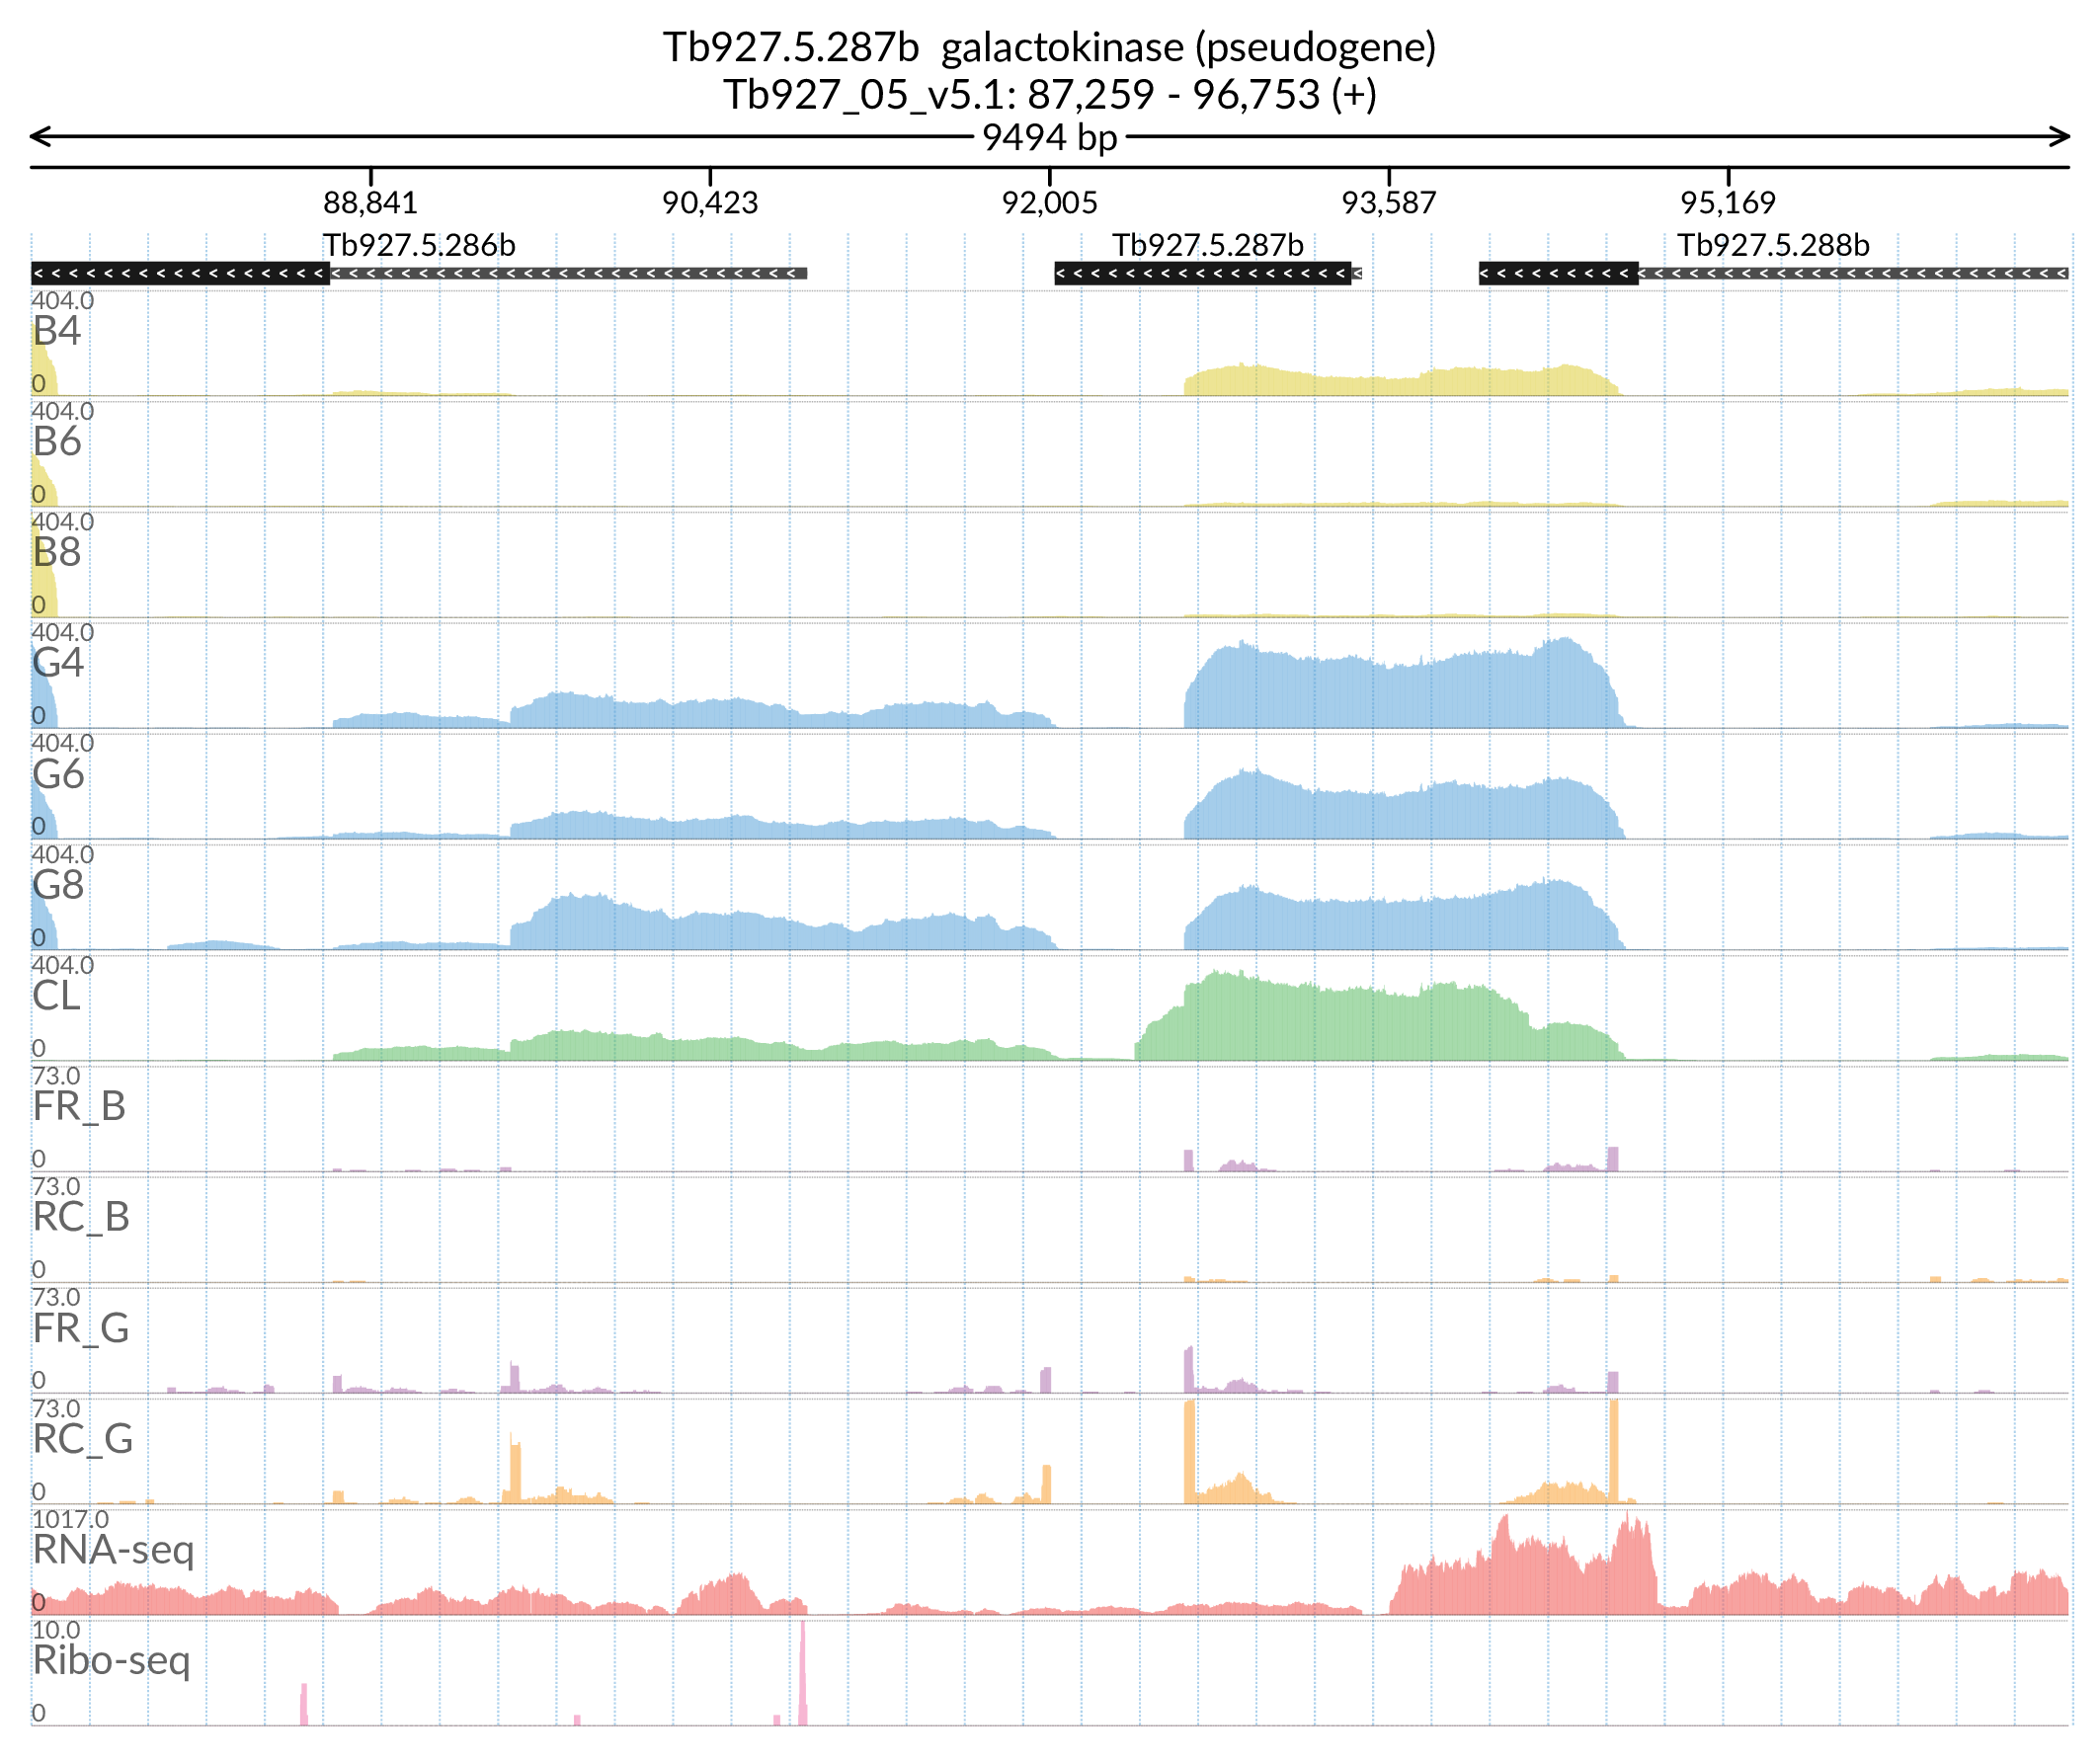 Tb927.5.287b galactokinase (pseudogene)
Tb927_05_v5.1: 87,259 - 96,753 (+)
9494 bp
88,841 90,423 92,005 93,587 95,169
Tb927.5.286b Tb927.5.287b Tb927.5.288b
404.0
B4
0
404.0
B6
0
404.0
B8
0
404.0
G4
0
404.0
G6
0
404.0
G8
0
404.0
CL
0
73.0
FR_B
0
73.0
RC_B
0
73.0
FR_G
0
73.0
RC_G
0
1017.0
RNA-seq
0
10.0
Ribo-seq
0